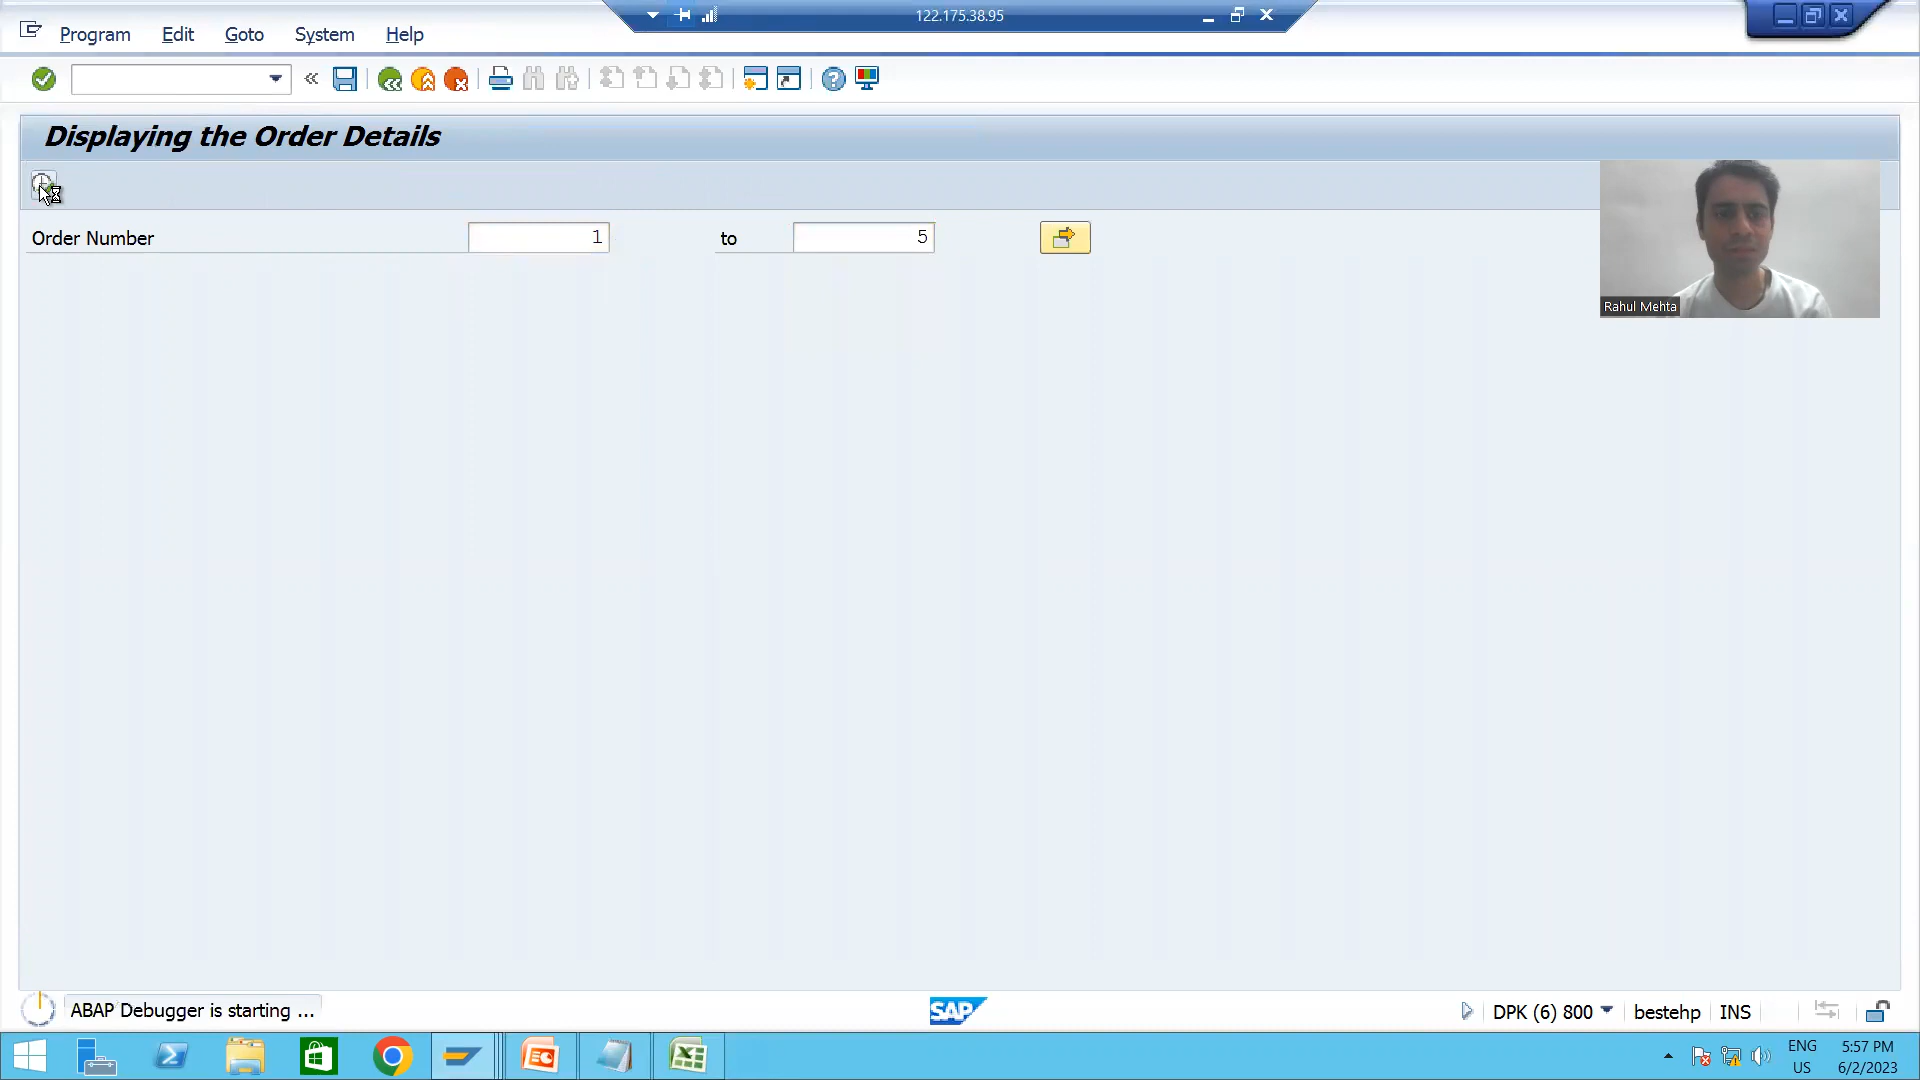 122.175.38.95
Program Edit Goto System Help
Displaying the Order Details
Order Number 1 to 5
Rahul Mehta
ABAP Debugger is starting ...
SAP
DPK (6) 800 bestehp INS
ENG 5:57 PM
US 6/2/2023